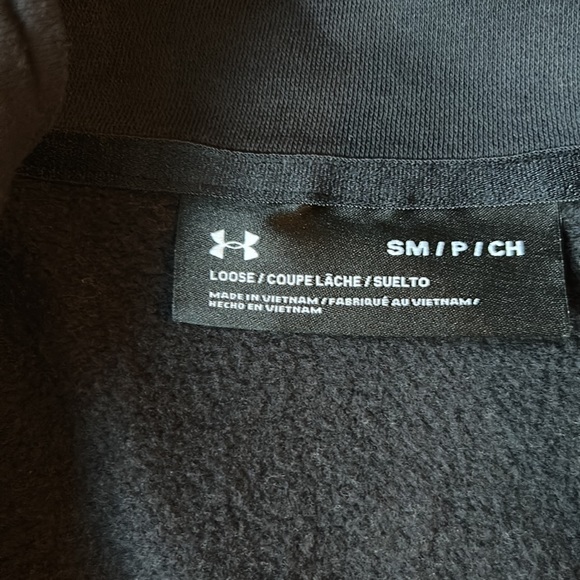 SM / P / CH
LOOSE / COUPE LÂCHE / SUELTO
MADE IN VIETNAM / FABRIQUÉ AU VIETNAM /
HECHO EN VIETNAM